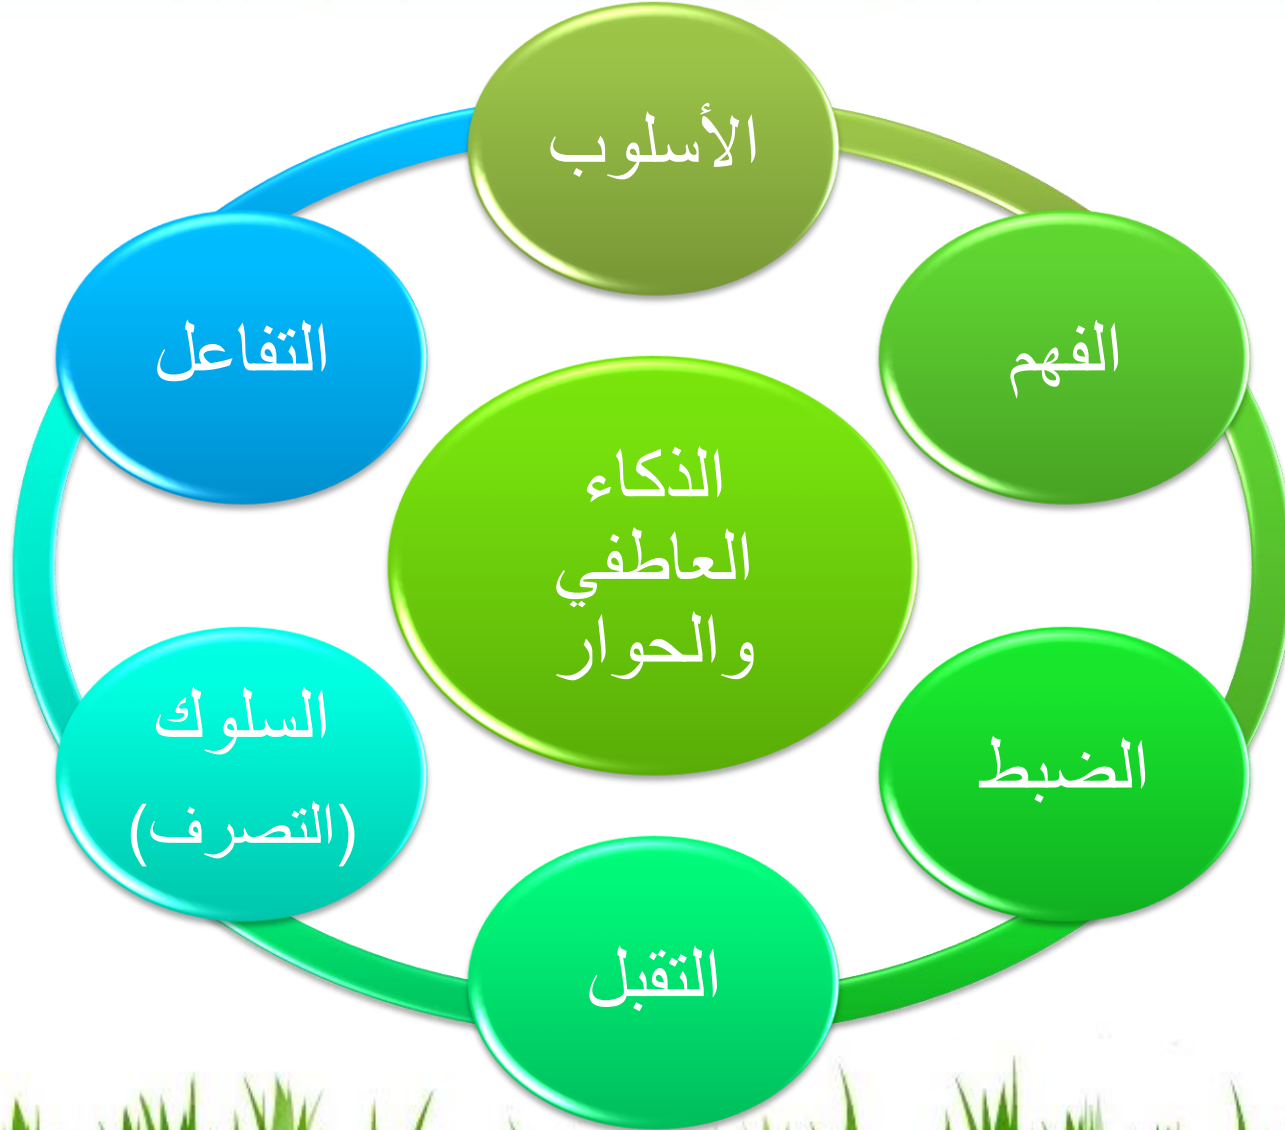 الأسلوب
الفهم
الضبط
التقبل
السلوك
(التصرف)
التفاعل
الذكاء
العاطفي
والحوار